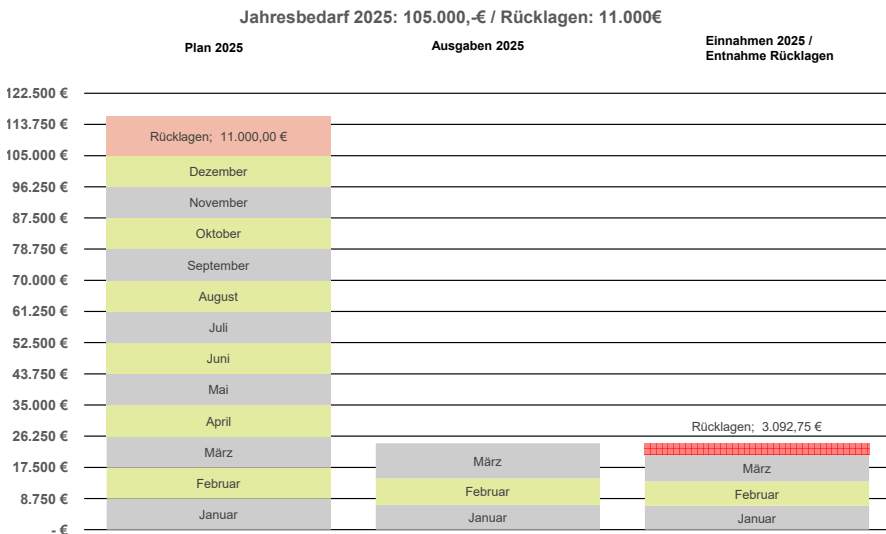 Jahresbedarf 2025: 105.000,-€ / Rücklagen: 11.000€
Plan 2025
Ausgaben 2025
Einnahmen 2025 /
Entnahme Rücklagen
122.500 €
113.750 €
105.000 €
96.250 €
87.500 €
78.750 €
70.000 €
61.250 €
52.500 €
43.750 €
35.000 €
26.250 €
17.500 €
8.750 €
- €
Rücklagen; 11.000,00 €
Dezember
November
Oktober
September
August
Juli
Juni
Mai
April
März
Februar
Januar
März
Februar
Januar
Rücklagen; 3.092,75 €
März
Februar
Januar